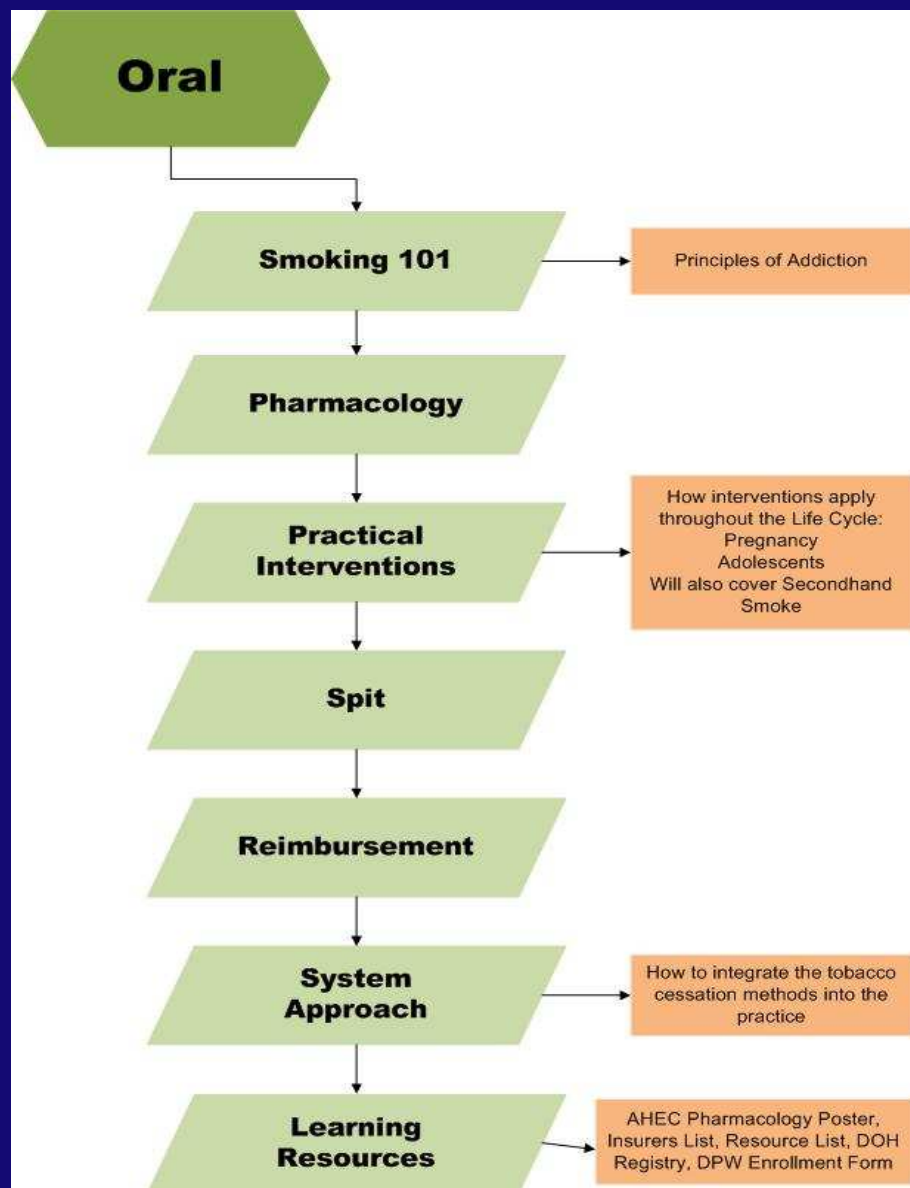 Oral
Smoking 101
Principles of Addiction
Pharmacology
Practical
Interventions
How interventions apply
throughout the Life Cycle:
Pregnancy
Adolescents
Will also cover Secondhand
Smoke
Spit
Reimbursement
System
Approach
How to integrate the tobacco
cessation methods into the
practice
Learning
Resources
AHEC Pharmacology Poster,
Insurers List, Resource List, DOH
Registry, DPW Enrollment Form